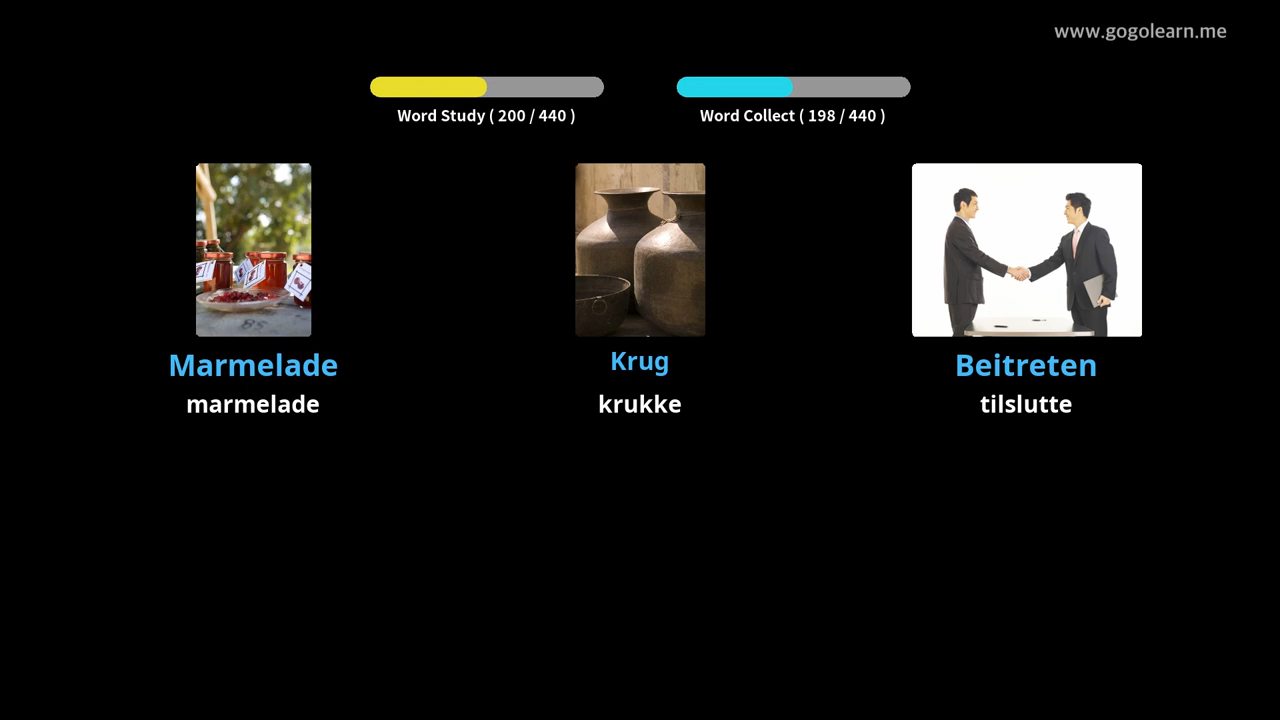 www.gogolearn.me
Word Study ( 200 / 440 )
Word Collect ( 198 / 440 )
Marmelade
marmelade
Krug
krukke
Beitreten
tilslutte